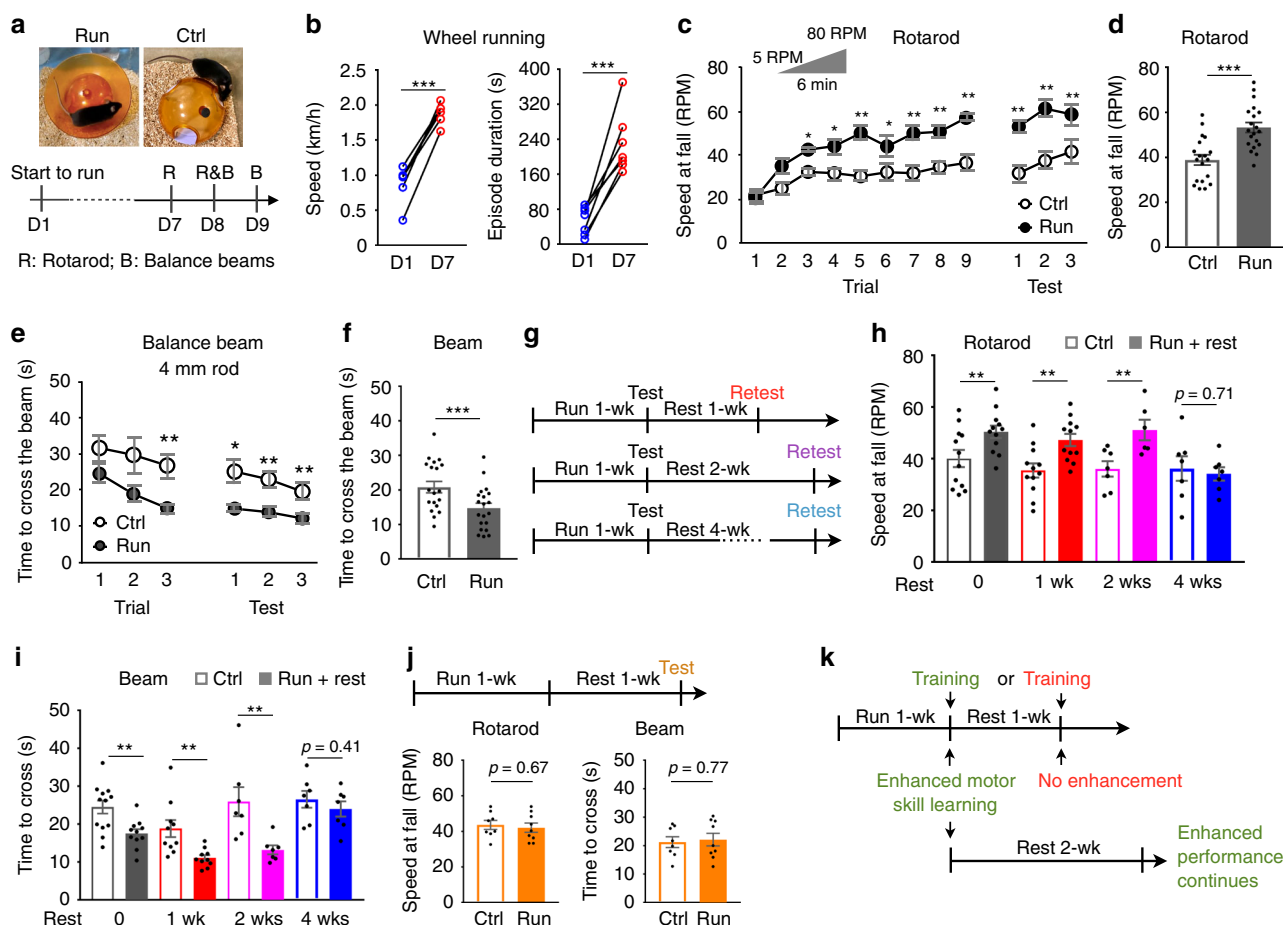 a
Run
Ctrl
Start to run
R
R&B
B
D1
D7
D8
D9
R: Rotarod; B: Balance beams
b
Wheel running
***
***
Speed (km/h)
2.5
2.0
1.5
1.0
0.5
0
D1
D7
Episode duration (s)
400
320
240
160
80
0
D1
D7
c
80 RPM
5 RPM
6 min
Rotarod
Speed at fall (RPM)
80
60
40
20
0
* * ** * ** ** **
** ** **
Ctrl
Run
1 2 3 4 5 6 7 8 9
1 2 3
Trial
Test
d
Rotarod
***
Speed at fall (RPM)
80
60
40
20
0
Ctrl
Run
e
Balance beam
4 mm rod
Time to cross the beam (s)
50
40
30
20
10
0
** * ** **
Ctrl
Run
1 2 3
1 2 3
Trial
Test
f
Beam
***
Time to cross the beam (s)
50
40
30
20
10
0
Ctrl
Run
g
Test
Retest
Run 1-wk
Rest 1-wk
Test
Retest
Run 1-wk
Rest 2-wk
Test
Retest
Run 1-wk
Rest 4-wk
h
Rotarod
Ctrl
Run + rest
** ** ** p = 0.71
Speed at fall (RPM)
80
60
40
20
0
Rest
0
1 wk
2 wks
4 wks
i
Beam
Ctrl
Run + rest
** ** ** p = 0.41
Time to cross (s)
50
40
30
20
10
0
Rest
0
1 wk
2 wks
4 wks
j
Test
Run 1-wk
Rest 1-wk
Rotarod
p = 0.67
Speed at fall (RPM)
80
60
40
20
0
Ctrl
Run
Beam
p = 0.77
Time to cross (s)
50
40
30
20
10
0
Ctrl
Run
k
Training or Training
Run 1-wk
Rest 1-wk
Enhanced motor
skill learning
No enhancement
Rest 2-wk
Enhanced
performance
continues